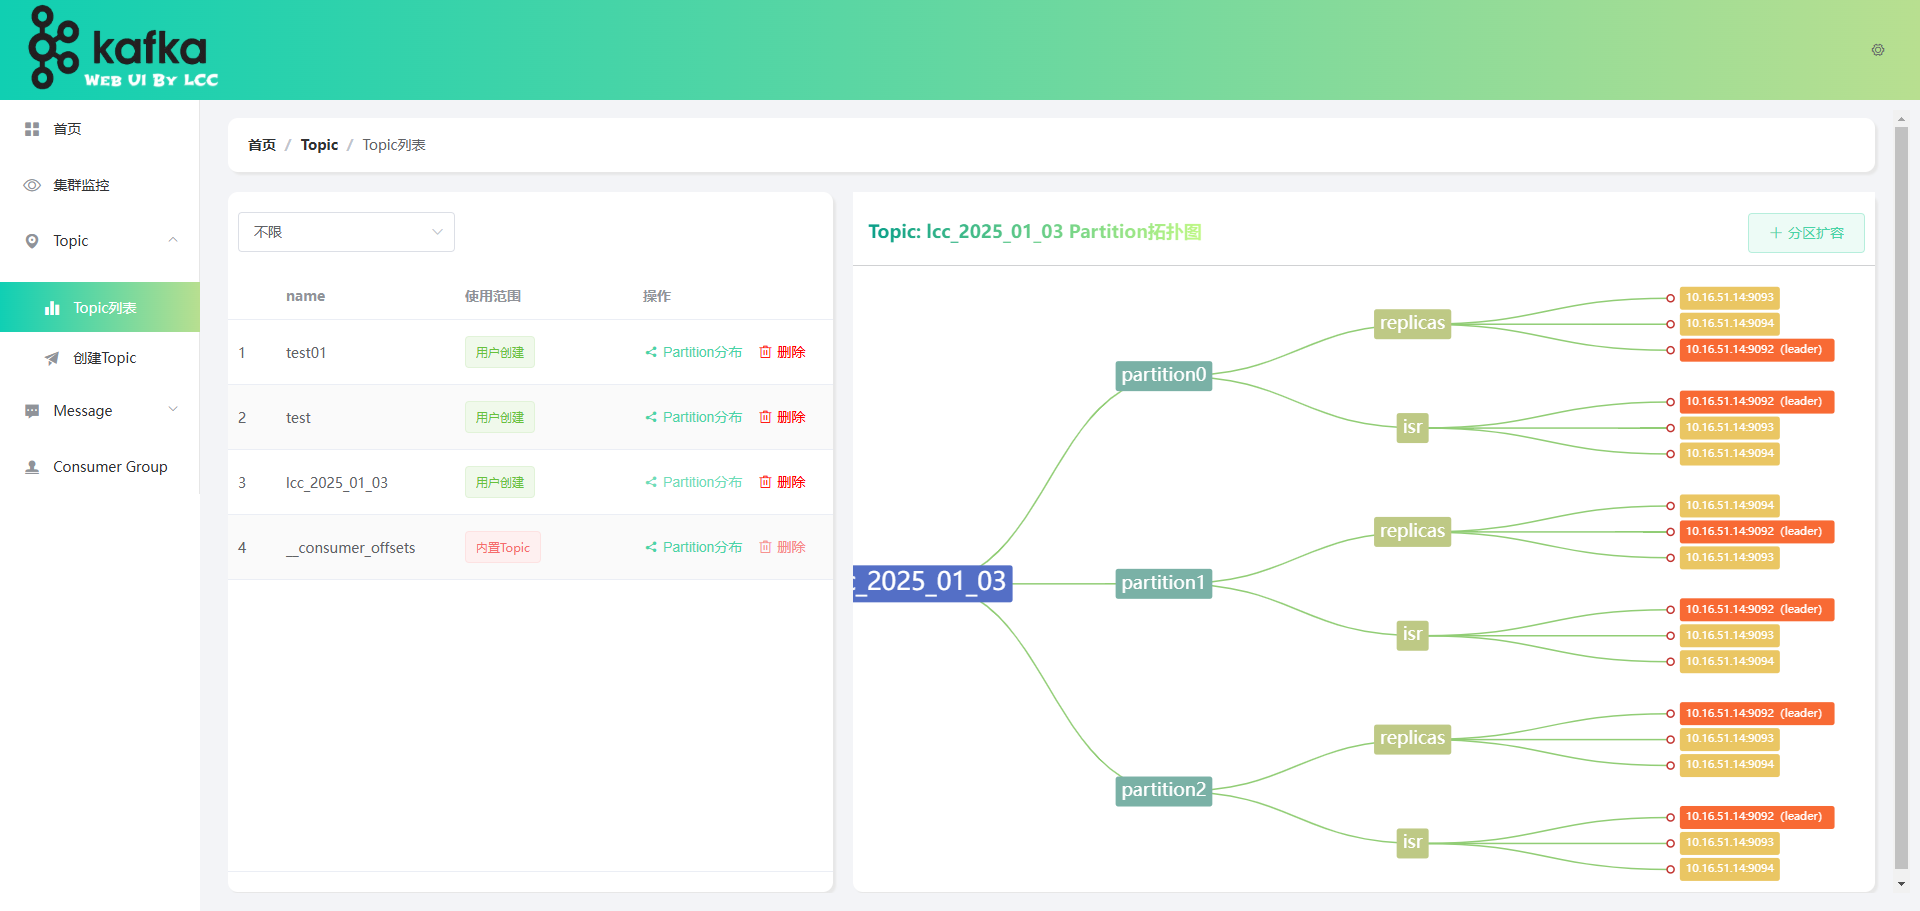 kafka
WEB UI BY LCC
首页
集群监控
Topic
Topic列表
创建Topic
Message
Consumer Group
首页 / Topic / Topic列表
不限
name 使用范围 操作
1 test01 用户创建 Partition分布 删除
2 test 用户创建 Partition分布 删除
3 lcc_2025_01_03 用户创建 Partition分布 删除
4 __consumer_offsets 内置Topic Partition分布 删除
Topic: lcc_2025_01_03 Partition拓扑图
分区扩容
_2025_01_03
partition0
replicas
10.16.51.14:9093
10.16.51.14:9094
10.16.51.14:9092 (leader)
isr
10.16.51.14:9092 (leader)
10.16.51.14:9093
10.16.51.14:9094
partition1
replicas
10.16.51.14:9094
10.16.51.14:9092 (leader)
10.16.51.14:9093
isr
10.16.51.14:9092 (leader)
10.16.51.14:9093
10.16.51.14:9094
partition2
replicas
10.16.51.14:9092 (leader)
10.16.51.14:9093
10.16.51.14:9094
isr
10.16.51.14:9092 (leader)
10.16.51.14:9093
10.16.51.14:9094